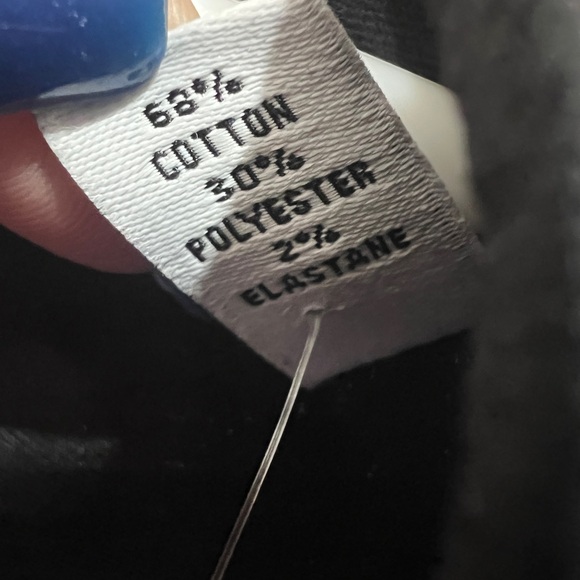 68%
COTTON
30%
POLYESTER
2%
ELASTANE